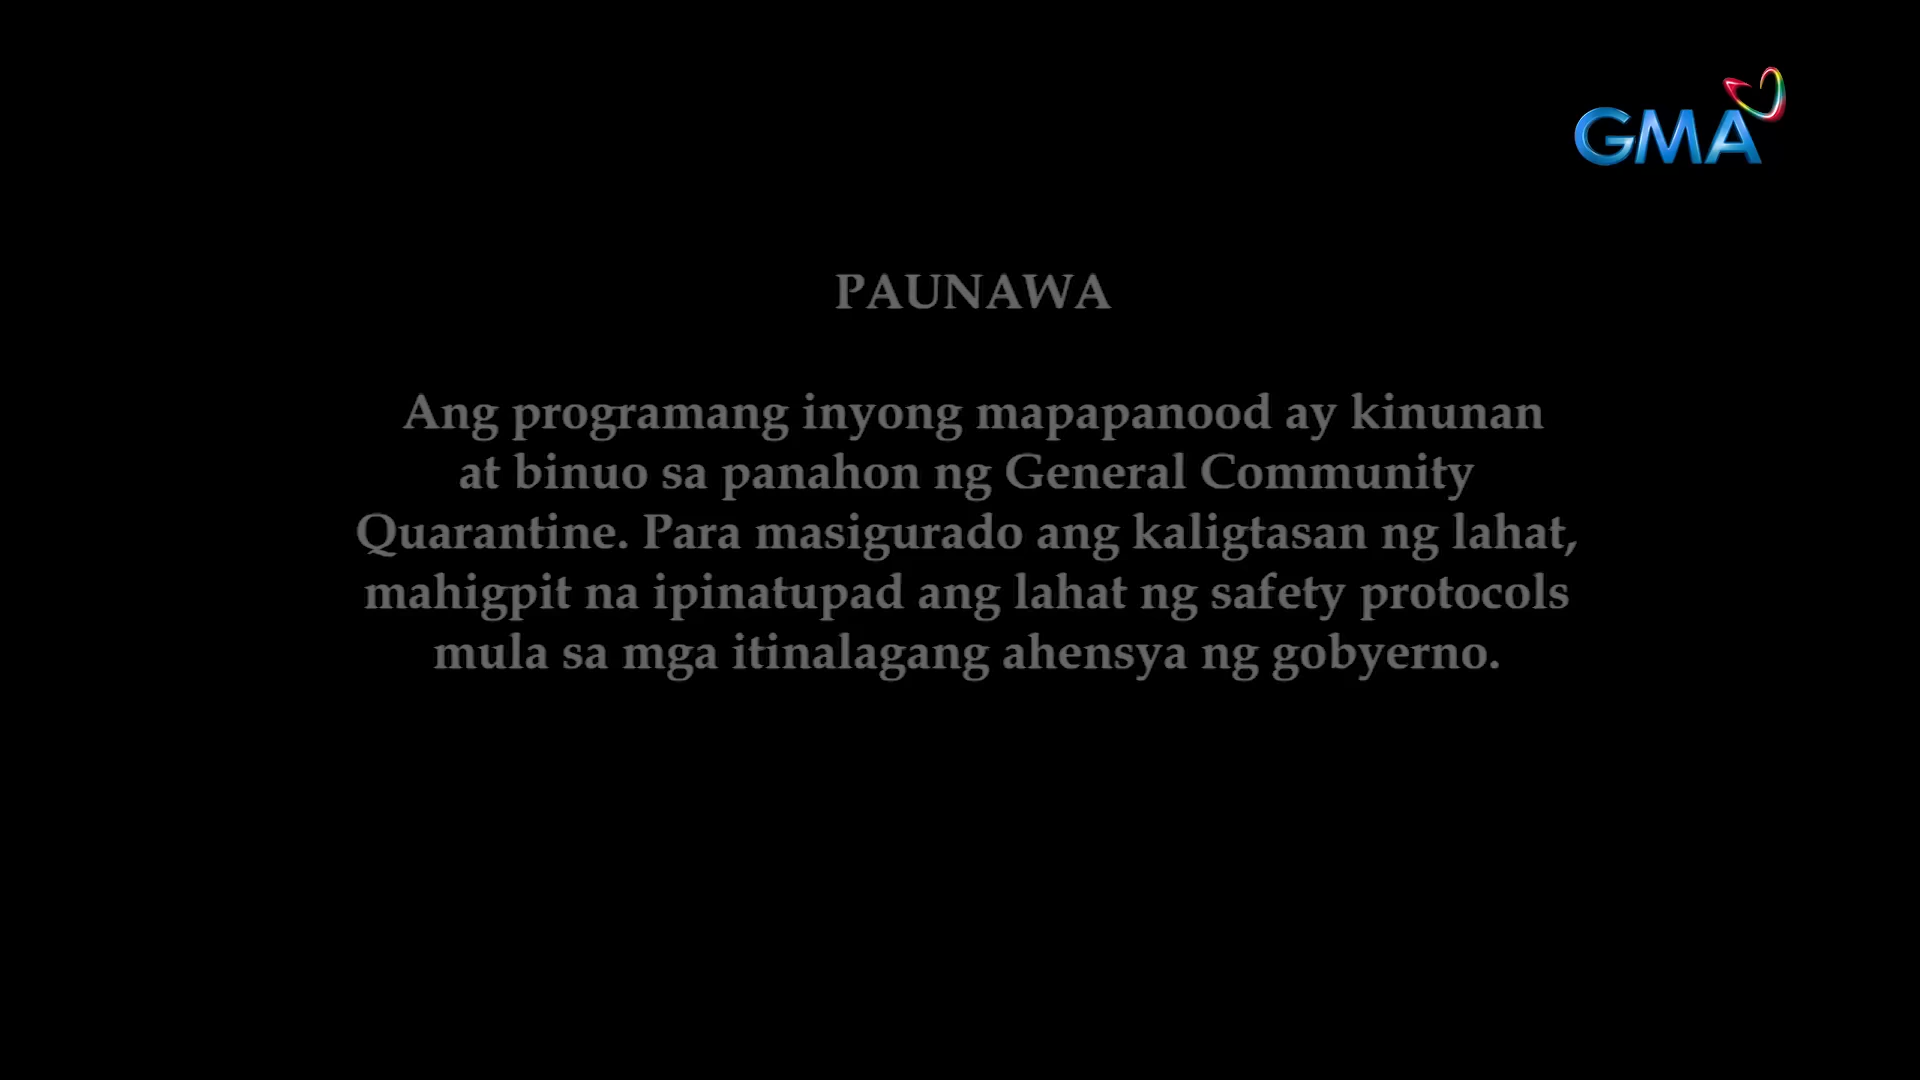 GMA
PAUNAWA
Ang programang inyong mapapanood ay kinunan
at binuo sa panahon ng General Community
Quarantine. Para masigurado ang kaligtasan ng lahat,
mahigpit na ipinatupad ang lahat ng safety protocols
mula sa mga itinalagang ahensya ng gobyerno.